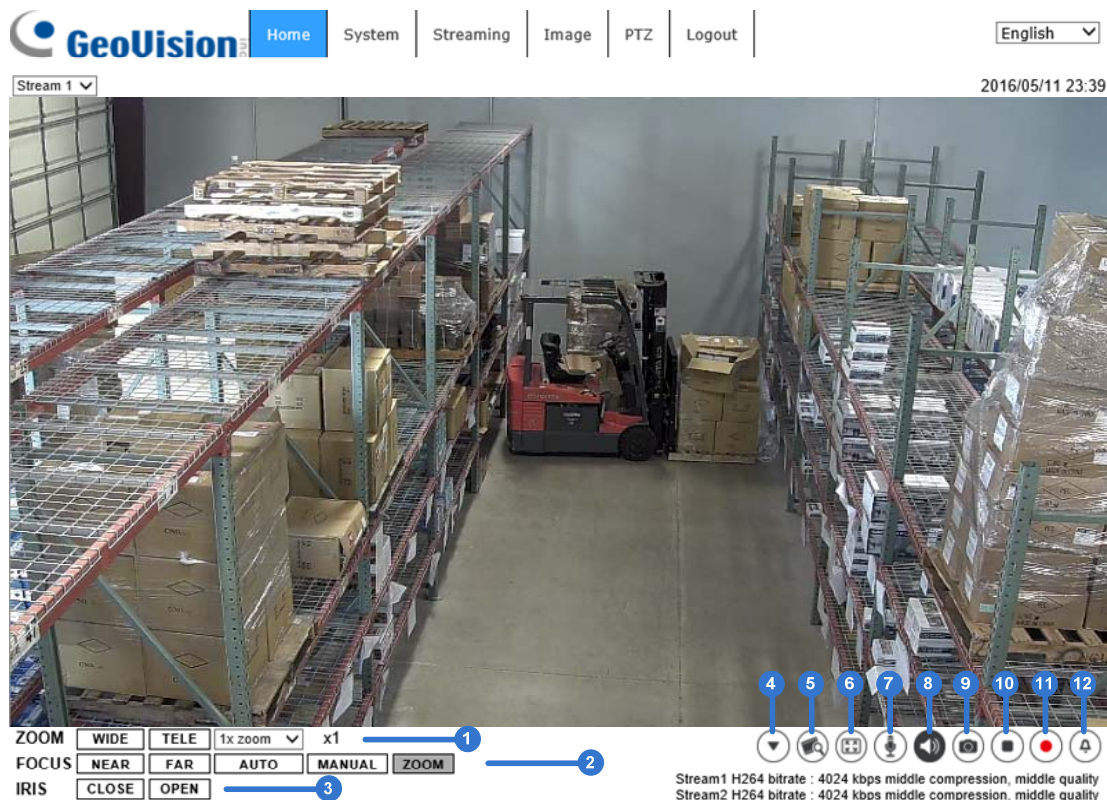 GeoVision Inc Home System Streaming Image PTZ Logout English
Stream 1 2016/05/11 23:39
4 5 6 7 8 9 10 11 12
ZOOM WIDE TELE 1x zoom x1 1
FOCUS NEAR FAR AUTO MANUAL ZOOM 2
IRIS CLOSE OPEN 3
Stream1 H264 bitrate : 4024 kbps middle compression, middle quality
Stream2 H264 bitrate : 4024 kbps middle compression, middle quality